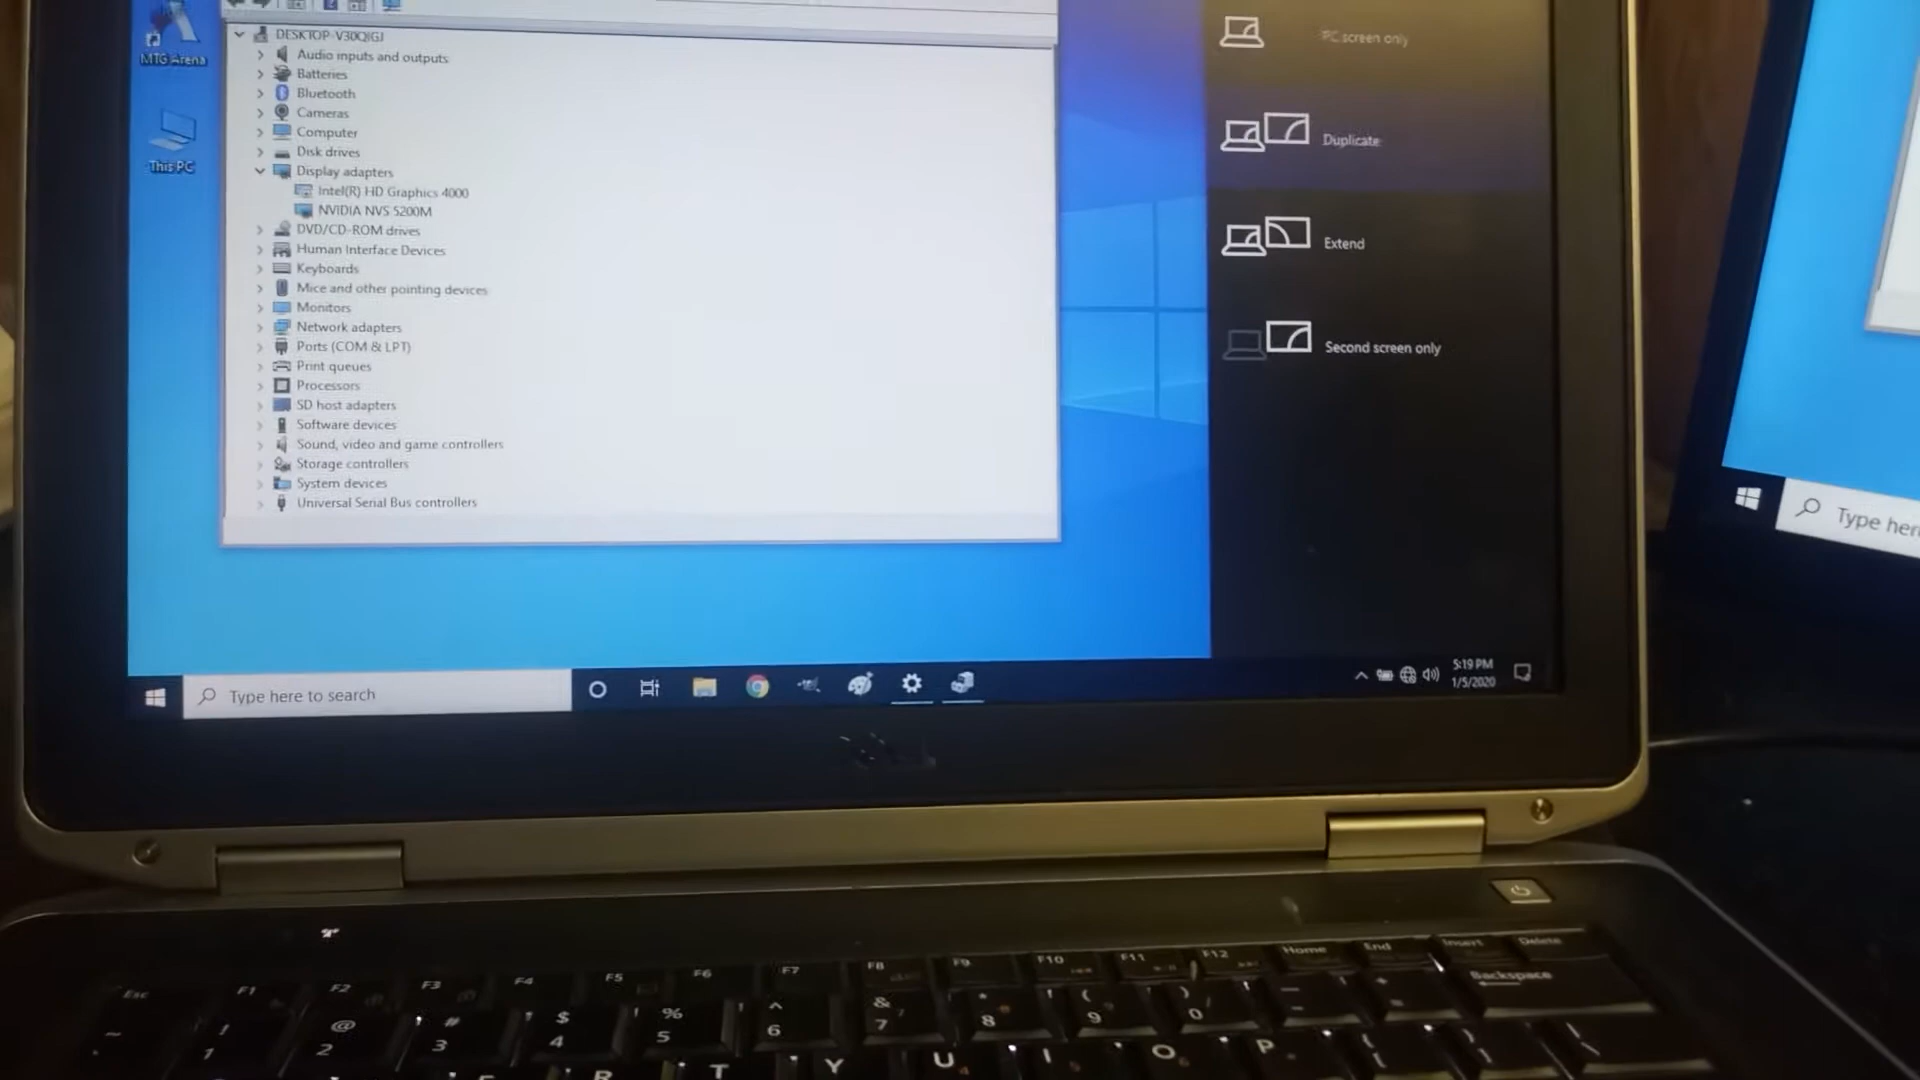 MTG Arena
This PC
DESKTOP-V30QIGJ
Audio inputs and outputs
Batteries
Bluetooth
Cameras
Computer
Disk drives
Display adapters
Intel(R) HD Graphics 4000
NVIDIA NVS 5200M
DVD/CD-ROM drives
Human Interface Devices
Keyboards
Mice and other pointing devices
Monitors
Network adapters
Ports (COM & LPT)
Print queues
Processors
SD host adapters
Software devices
Sound, video and game controllers
Storage controllers
System devices
Universal Serial Bus controllers
PC screen only
Duplicate
Extend
Second screen only
Type here to search
5:19 PM
1/5/2020
Type her
DELL
Esc F1 F2 F3 F4 F5 F6 F7 F8 F9 F10 F11 F12 Home End Insert Delete
~ ! @ # $ % ^ & * ( ) Backspace
1 2 3 4 5 6 7 8 9 0
R T Y U I O P